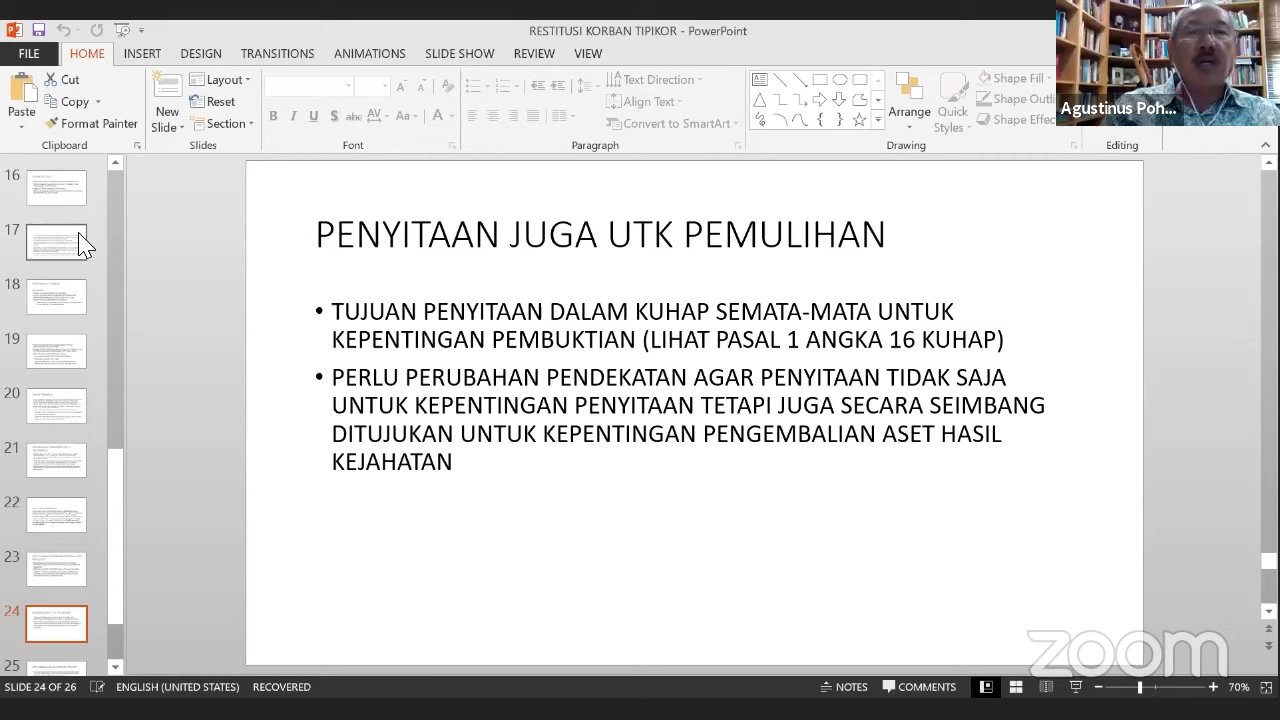 RESTITUSI KORBAN TIPIKOR - PowerPoint
FILE HOME INSERT DESIGN TRANSITIONS ANIMATIONS SLIDE SHOW REVIEW VIEW
Cut
Copy
Format Painter
Paste
Clipboard
New
Slide
Layout
Reset
Section
Slides
B I U S abc AV Aa A
Font
Text Direction
Align Text
Convert to SmartArt
Paragraph
Arrange
Quick
Styles
Shape Fill
Shape Outli
Shape Effec
Drawing
Editing
Agustinus Poh...
16
17
18
19
20
21
22
23
24
25
PENYITAAN JUGA UTK PEMULIHAN
• TUJUAN PENYITAAN DALAM KUHAP SEMATA-MATA UNTUK
KEPENTINGAN PEMBUKTIAN (LIHAT PASAL 1 ANGKA 16 KUHAP)
• PERLU PERUBAHAN PENDEKATAN AGAR PENYITAAN TIDAK SAJA
UNTUK KEPENTINGAN PENYITAAN TETAPI JUGA SECARA SEIMBANG
DITUJUKAN UNTUK KEPENTINGAN PENGEMBALIAN ASET HASIL
KEJAHATAN
zoom
SLIDE 24 OF 26 ENGLISH (UNITED STATES) RECOVERED NOTES COMMENTS 70%